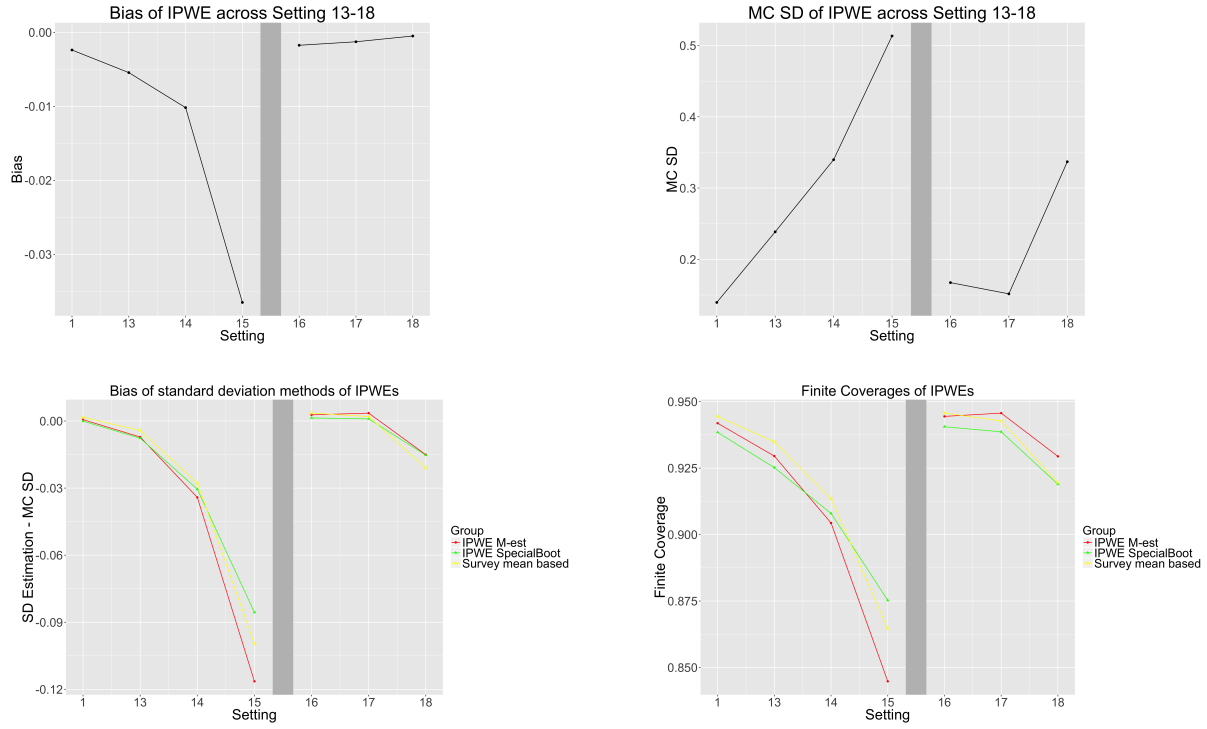 Bias of IPWE across Setting 13-18
0.00
-0.01
-0.02
-0.03
Bias
1 13 14 15 16 17 18
Setting
MC SD of IPWE across Setting 13-18
0.5
0.4
0.3
0.2
MC SD
1 13 14 15 16 17 18
Setting
Bias of standard deviation methods of IPWEs
0.00
-0.03
-0.06
-0.09
-0.12
SD Estimation - MC SD
1 13 14 15 16 17 18
Setting
Group
IPWE M-est
IPWE SpecialBoot
Survey mean based
Finite Coverages of IPWEs
0.950
0.925
0.900
0.875
0.850
Finite Coverage
1 13 14 15 16 17 18
Setting
Group
IPWE M-est
IPWE SpecialBoot
Survey mean based